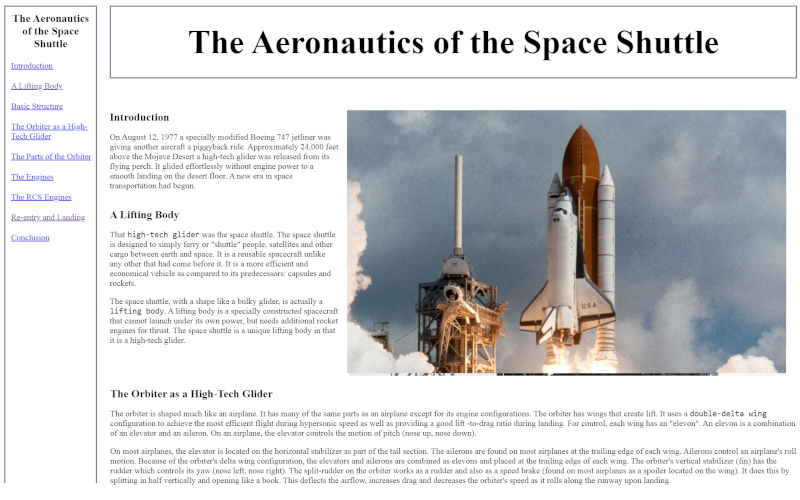 The Aeronautics
of the Space
Shuttle
Introduction
A Lifting Body
Basic Structure
The Orbiter as a High-
Tech Glider
The Parts of the Orbiter
The Engines
The RCS Engines
Re-entry and Landing
Conclusion
The Aeronautics of the Space Shuttle
Introduction
On August 12, 1977 a specially modified Boeing 747 jetliner was
giving another aircraft a piggyback ride. Approximately 24,000 feet
above the Mojave Desert a high-tech glider was released from its
flying perch. It glided effortlessly without engine power to a
smooth landing on the desert floor. A new era in space
transportation had begun.
A Lifting Body
That high-tech glider was the space shuttle. The space shuttle
is designed to simply ferry or "shuttle" people, satellites and other
cargo between earth and space. It is a reusable spacecraft unlike
any other that had come before it. It is a more efficient and
economical vehicle as compared to its predecessors: capsules and
rockets.
The space shuttle, with a shape like a bulky glider, is actually a
lifting body. A lifting body is a specially constructed spacecraft
that cannot launch under its own power, but needs additional rocket
engines for thrust. The space shuttle is a unique lifting body in that
it is a high-tech glider.
USA
The Orbiter as a High-Tech Glider
The orbiter is shaped much like an airplane. It has many of the same parts as an airplane except for its engine configurations. The orbiter has wings that create lift. It uses a double-delta wing
configuration to achieve the most efficient flight during hypersonic speed as well as providing a good lift -to-drag ratio during landing. For control, each wing has an "elevon". An elevon is a combination
of an elevator and an aileron. On an airplane, the elevator controls the motion of pitch (nose up, nose down).
On most airplanes, the elevator is located on the horizontal stabilizer as part of the tail section. The ailerons are found on most airplanes at the trailing edge of each wing. Ailerons control an airplane's roll
motion. Because of the orbiter's delta wing configuration, the elevators and ailerons are combined as elevons and placed at the trailing edge of each wing. The orbiter's vertical stabilizer (fin) has the
rudder which controls its yaw (nose left, nose right). The split-rudder on the orbiter works as a rudder and also as a speed brake (found on most airplanes as a spoiler located on the wing). It does this by
splitting in half vertically and opening like a book. This deflects the airflow, increases drag and decreases the orbiter's speed as it rolls along the runway upon landing.